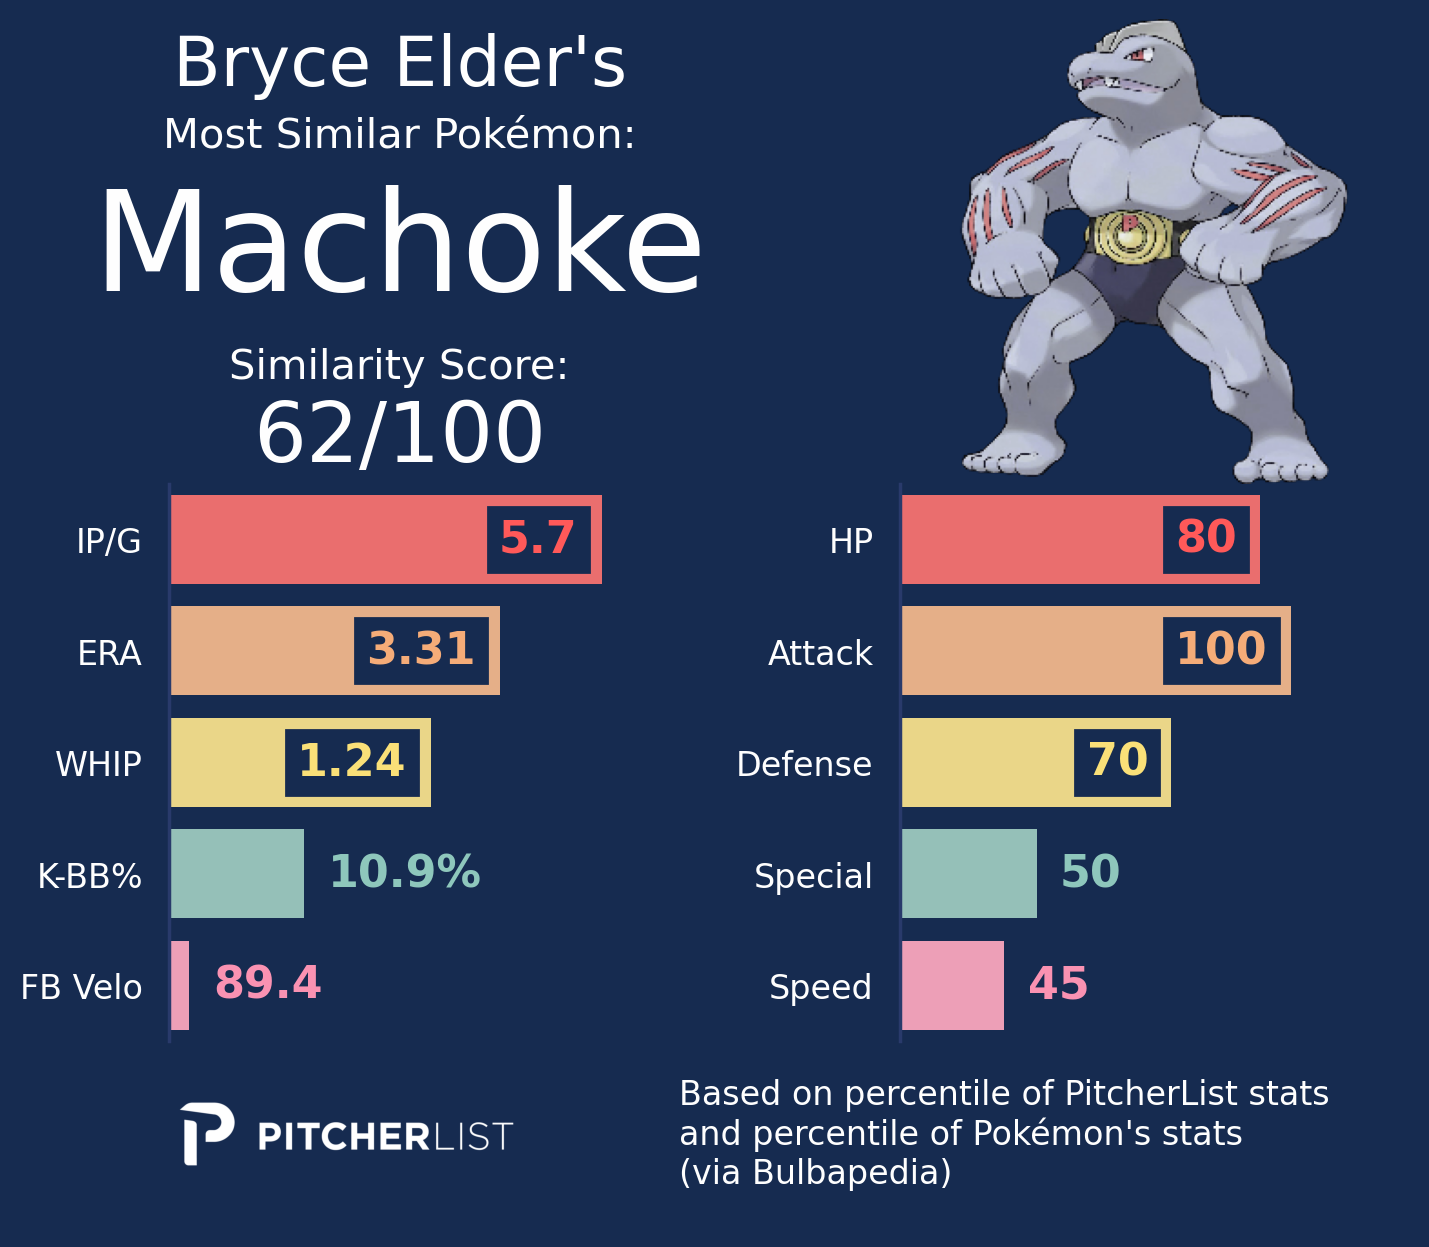 Bryce Elder's
Most Similar Pokémon:
Machoke
Similarity Score:
62/100
IP/G 5.7
ERA 3.31
WHIP 1.24
K-BB% 10.9%
FB Velo 89.4
HP 80
Attack 100
Defense 70
Special 50
Speed 45
PITCHERLIST
Based on percentile of PitcherList stats
and percentile of Pokémon's stats
(via Bulbapedia)